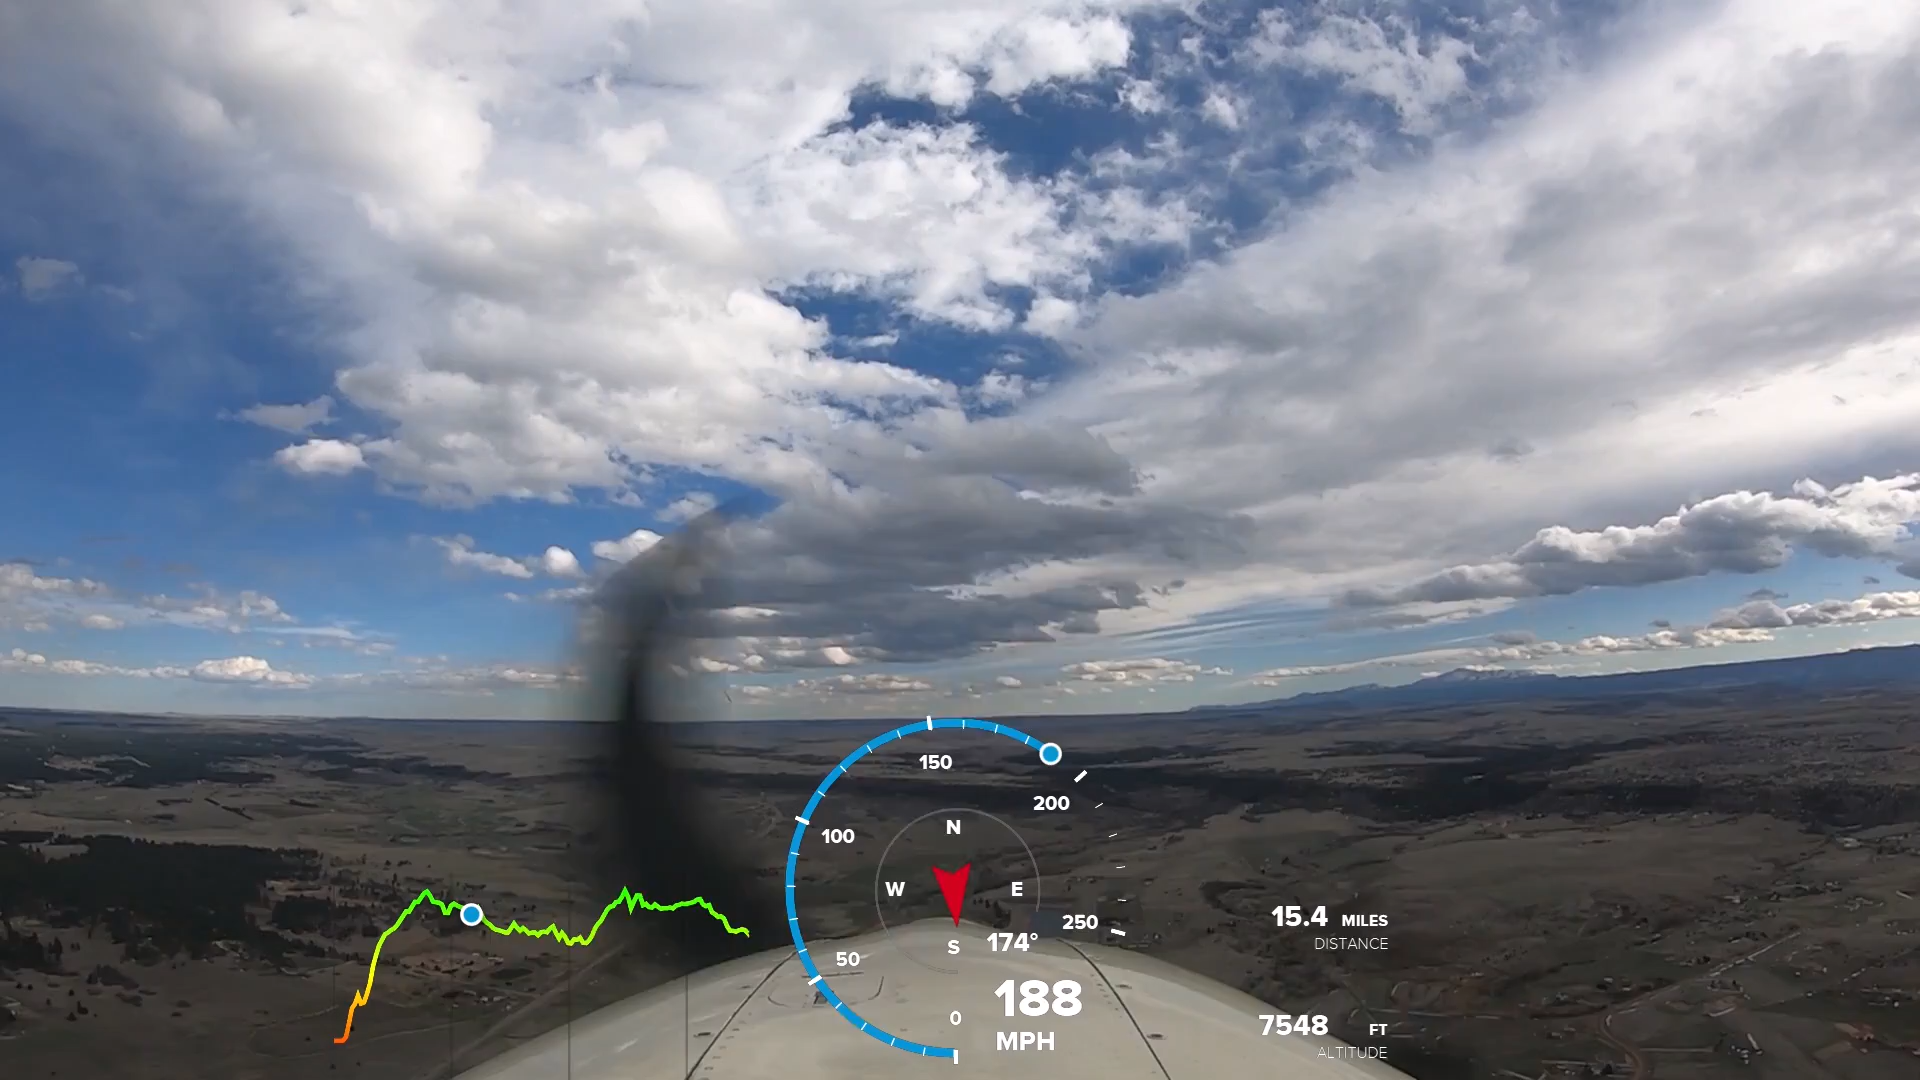 150
200
100
N
W
E
250
50
S
174°
188
0
MPH
15.4 MILES
DISTANCE
7548 FT
ALTITUDE